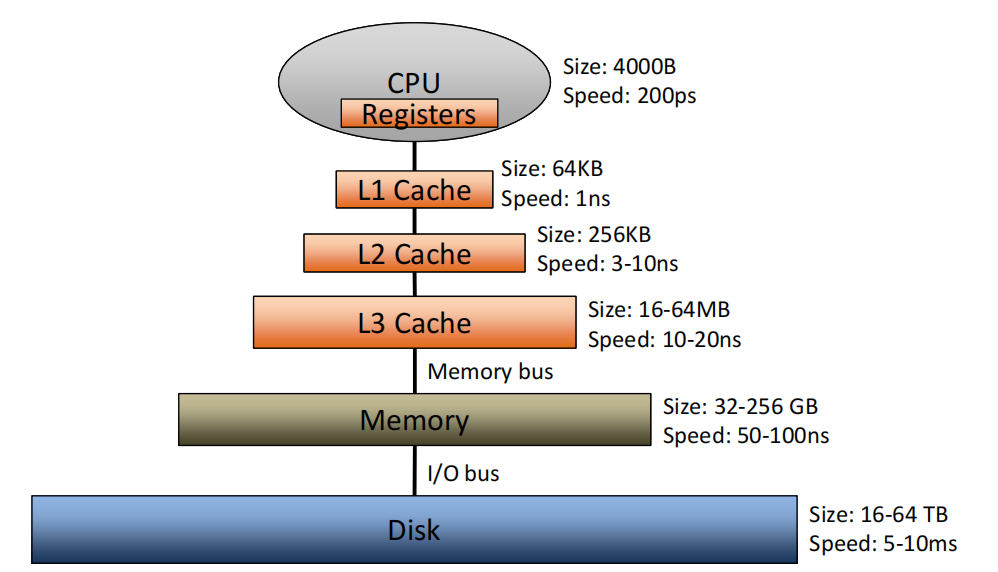 CPU
Registers
Size: 4000B
Speed: 200ps
L1 Cache
Size: 64KB
Speed: 1ns
L2 Cache
Size: 256KB
Speed: 3-10ns
L3 Cache
Size: 16-64MB
Speed: 10-20ns
Memory bus
Memory
Size: 32-256 GB
Speed: 50-100ns
I/O bus
Disk
Size: 16-64 TB
Speed: 5-10ms